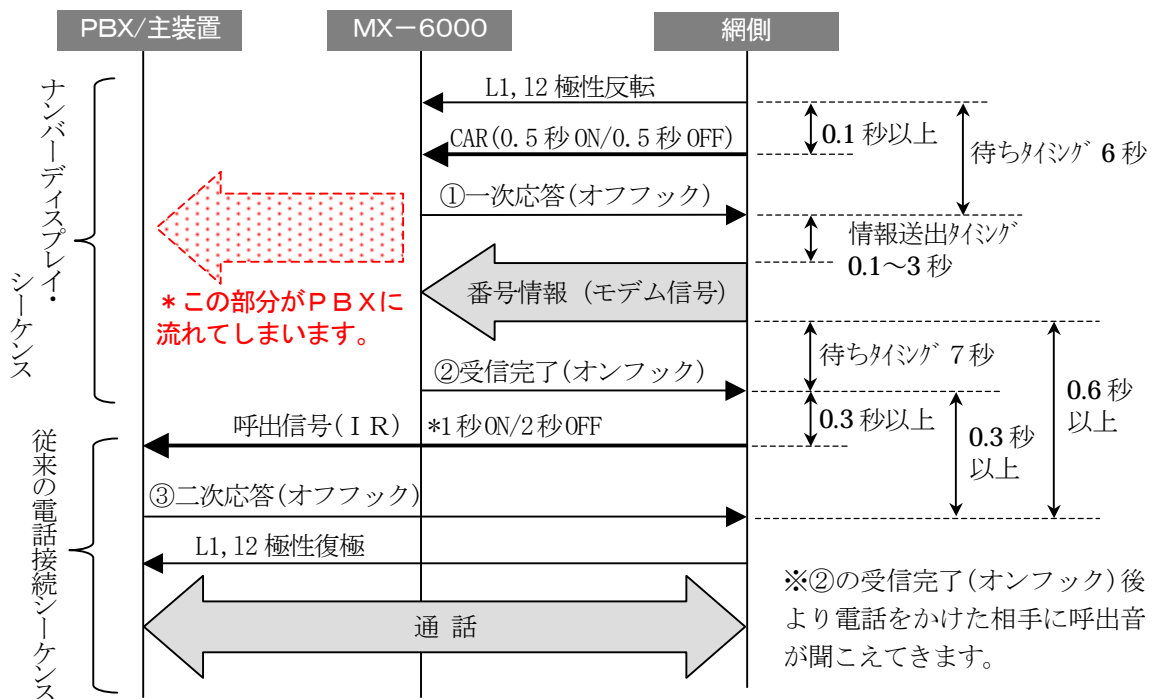 PBX/主装置
MX－6000
網側
ナンバーディスプレイ・
シーケンス
L1,l2 極性反転
0.1 秒以上
待ちﾀｲﾐﾝｸﾞ 6 秒
CAR(0.5 秒 ON/0.5 秒 OFF)
①一次応答(オフフック)
情報送出ﾀｲﾐﾝｸﾞ
0.1～3 秒
番号情報（モデム信号）
＊この部分がＰＢＸに
流れてしまいます。
待ちﾀｲﾐﾝｸﾞ 7 秒
②受信完了(オンフック)
0.6 秒
以上
0.3 秒以上
0.3 秒
以上
呼出信号(ＩＲ) *1 秒 ON/2 秒 OFF
従来の電話接続シーケンス
③二次応答(オフフック)
L1,l2 極性復極
通 話
※②の受信完了(オンフック)後
より電話をかけた相手に呼出音
が聞こえてきます。